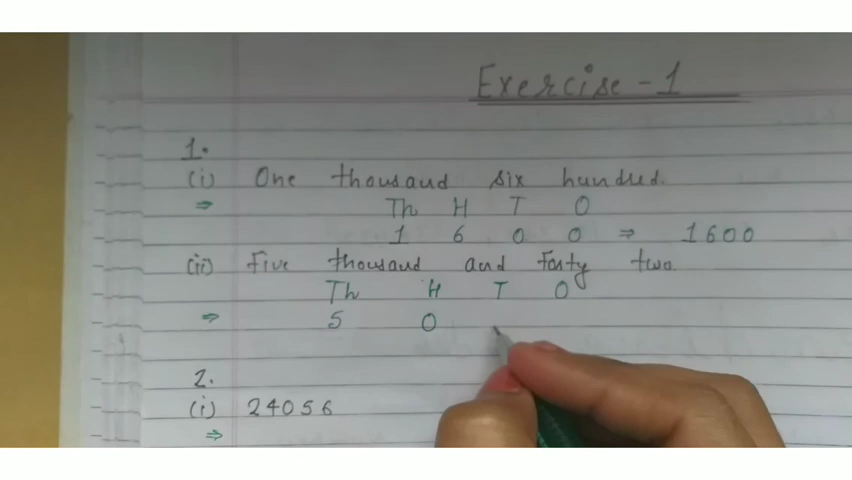 Exercise - 1
1.
(i) One thousand six hundred.
⇒ Th H T O
1 6 0 0 ⇒ 1600
(ii) Five thousand and forty two.
Th H T O
⇒ 5 0
2.
(i) 24056
⇒